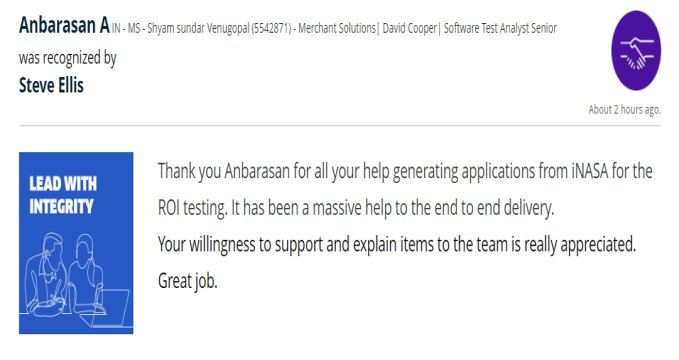 Anbarasan A IN - MS - Shyam sundar Venugopal (5542871) - Merchant Solutions| David Cooper| Software Test Analyst Senior
was recognized by
Steve Ellis
About 2 hours ago.
LEAD WITH
INTEGRITY
Thank you Anbarasan for all your help generating applications from iNASA for the
ROI testing. It has been a massive help to the end to end delivery.
Your willingness to support and explain items to the team is really appreciated.
Great job.